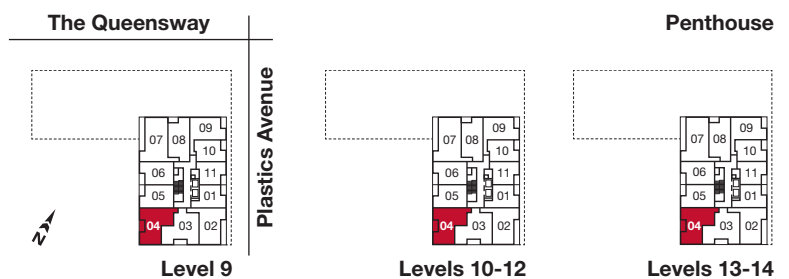 The Queensway
Penthouse
Plastics Avenue
07 08 09
10
06 11
05 01
04 03 02
07 08 09
10
06 11
05 01
04 03 02
07 08 09
10
06 11
05 01
04 03 02
N
Level 9
Levels 10-12
Levels 13-14